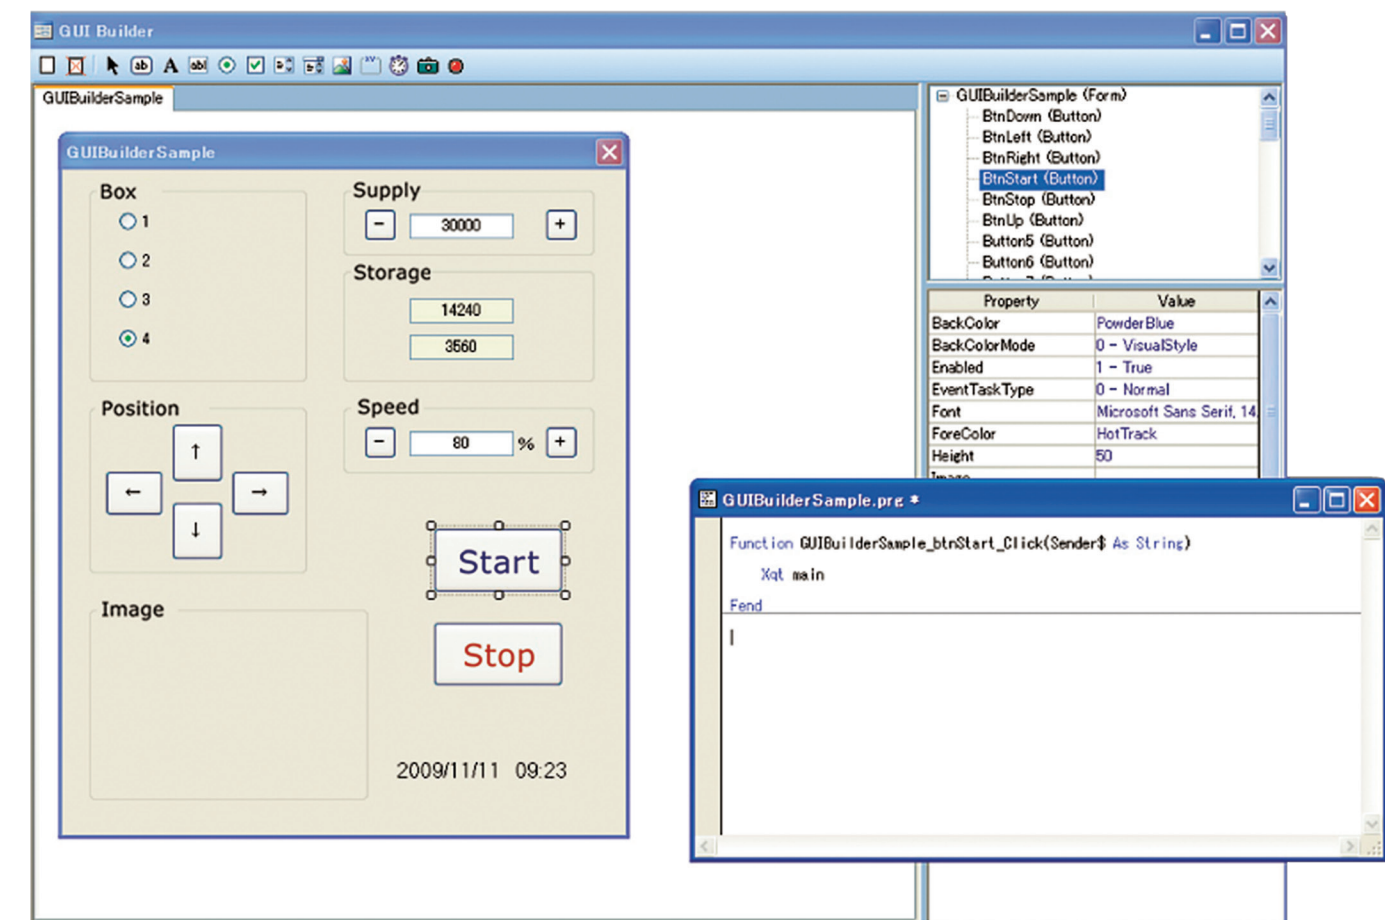 GUI Builder
ab A abl
GUIBuilderSample
GUIBuilderSample (Form)
BtnDown (Button)
BtnLeft (Button)
BtnRight (Button)
BtnStart (Button)
BtnStop (Button)
BtnUp (Button)
Button5 (Button)
Button6 (Button)
GUIBuilderSample
Box
1
2
3
4
Supply
- 30000 +
Storage
14240
3560
Position
↑
← →
↓
Speed
- 80 % +
Image
Start
Stop
2009/11/11 09:23
Property Value
BackColor PowderBlue
BackColorMode 0 - VisualStyle
Enabled 1 - True
EventTaskType 0 - Normal
Font Microsoft Sans Serif, 14.
ForeColor HotTrack
Height 50
Image
GUIBuilderSample.prg *
Function GUIBuilderSample_btnStart_Click(Sender$ As String)
Xqt main
Fend